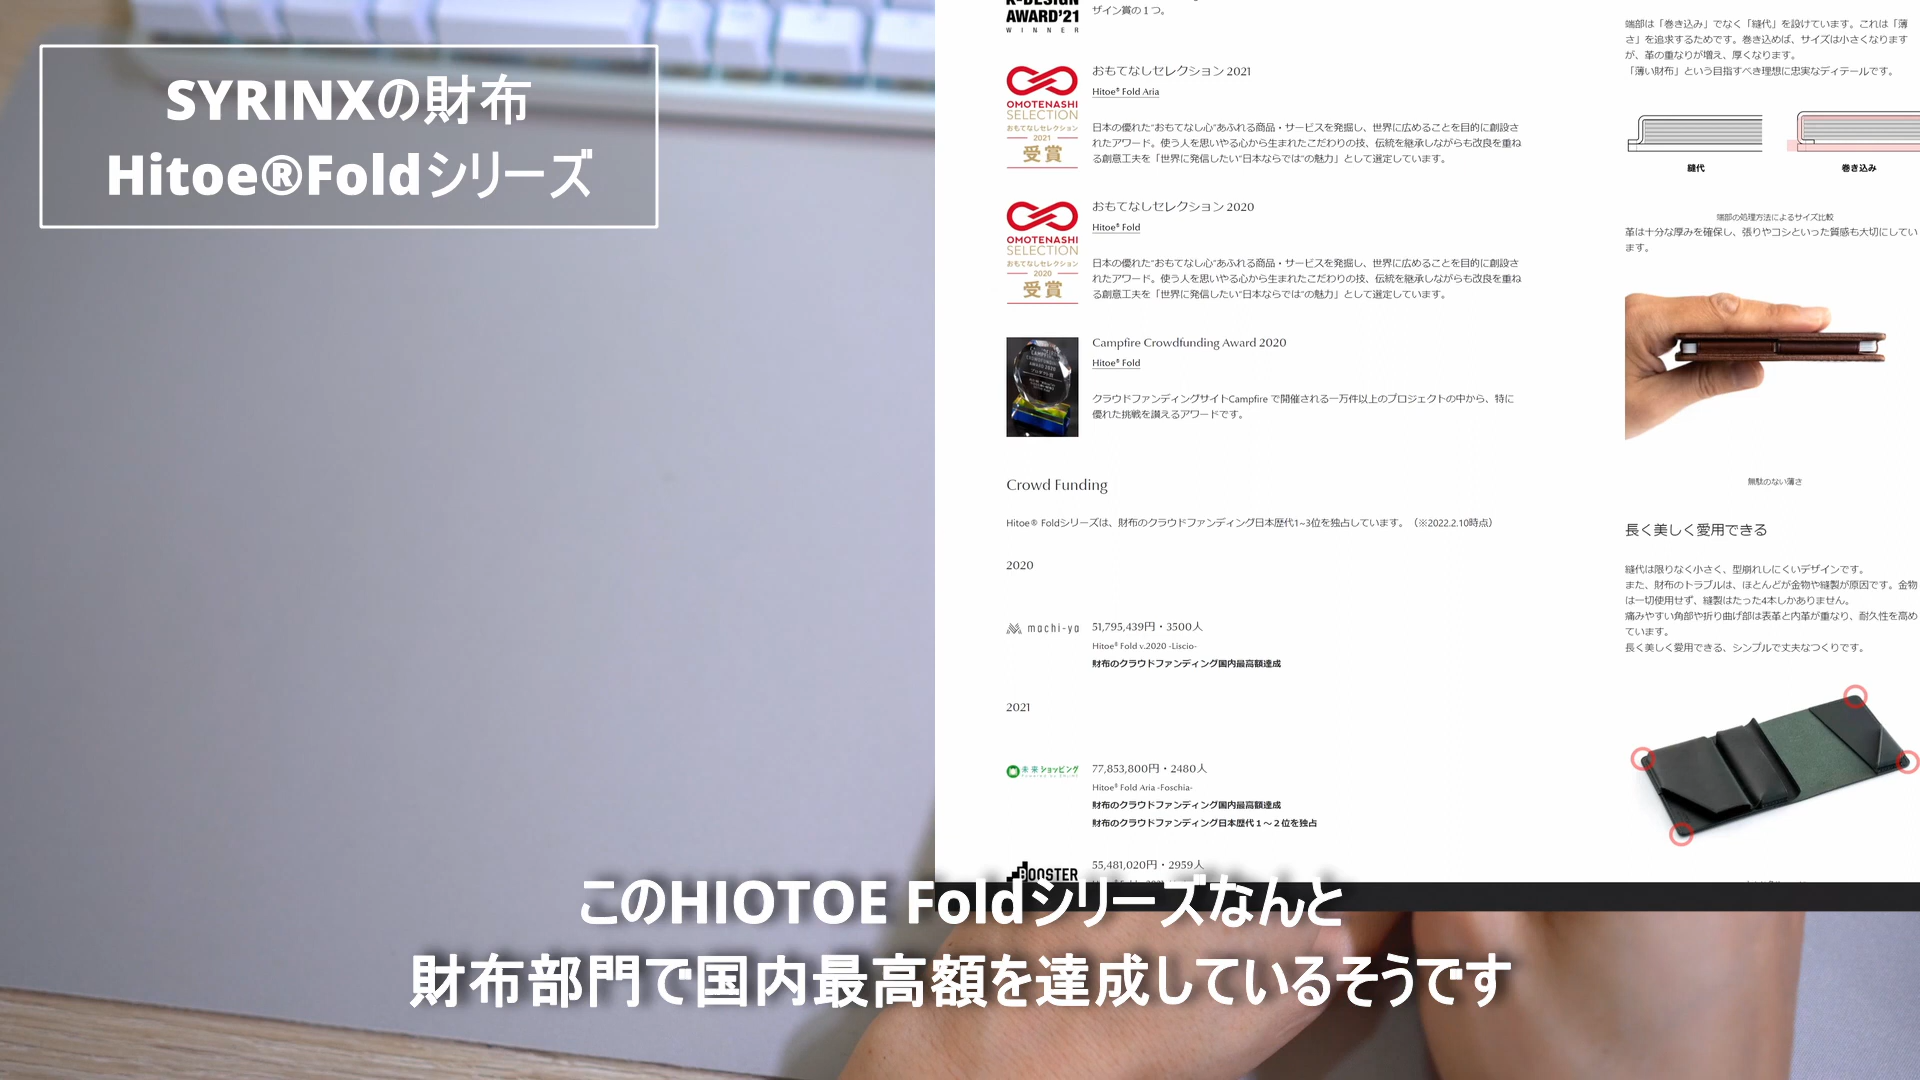 SYRINXの財布
Hitoe®Foldシリーズ
AWARD'21
WINNER
ザイン賞の1つ。
OMOTENASHI
SELECTION
おもてなしセレクション
2021
受賞
おもてなしセレクション 2021
Hitoe® Fold Aria
日本の優れた“おもてなし心”あふれる商品・サービスを発掘し、世界に広めることを目的に創設さ
れたアワード。使う人を思いやる心から生まれたこだわりの技、伝統を継承しながらも改良を重ね
る創意工夫を「世界に発信したい“日本ならでは”の魅力」として選定しています。
OMOTENASHI
SELECTION
おもてなしセレクション
2020
受賞
おもてなしセレクション 2020
Hitoe® Fold
日本の優れた“おもてなし心”あふれる商品・サービスを発掘し、世界に広めることを目的に創設さ
れたアワード。使う人を思いやる心から生まれたこだわりの技、伝統を継承しながらも改良を重ね
る創意工夫を「世界に発信したい“日本ならでは”の魅力」として選定しています。
Campfire Crowdfunding Award 2020
Hitoe® Fold
クラウドファンディングサイトCampfire で開催される一万件以上のプロジェクトの中から、特に
優れた挑戦を讃えるアワードです。
Crowd Funding
Hitoe® Foldシリーズは、財布のクラウドファンディング日本歴代1~3位を独占しています。（※2022.2.10時点）
2020
machi-ya
51,795,439円・3500人
Hitoe® Fold v.2020 -Liscio-
財布のクラウドファンディング国内最高額達成
2021
未来ショッピング
77,853,800円・2480人
Hitoe® Fold Aria -Foschia-
財布のクラウドファンディング国内最高額達成
財布のクラウドファンディング日本歴代１～２位を独占
BOOSTER
55,481,020円・2959人
端部は「巻き込み」でなく「縫代」を設けています。これは「薄
さ」を追求するためです。巻き込めば、サイズは小さくなります
が、革の重なりが増え、厚くなります。
「薄い財布」という目指すべき理想に忠実なディテールです。
縫代
巻き込み
端部の処理方法によるサイズ比較
革は十分な厚みを確保し、張りやコシといった質感も大切にしてい
ます。
無駄のない薄さ
長く美しく愛用できる
縫代は限りなく小さく、型崩れしにくいデザインです。
また、財布のトラブルは、ほとんどが金物や縫製が原因です。金物
は一切使用せず、縫製はたった4本しかありません。
痛みやすい角部や折り曲げ部は表革と内革が重なり、耐久性を高め
ています。
長く美しく愛用できる、シンプルで丈夫なつくりです。
このHIOTOE Foldシリーズなんと
財布部門で国内最高額を達成しているそうです